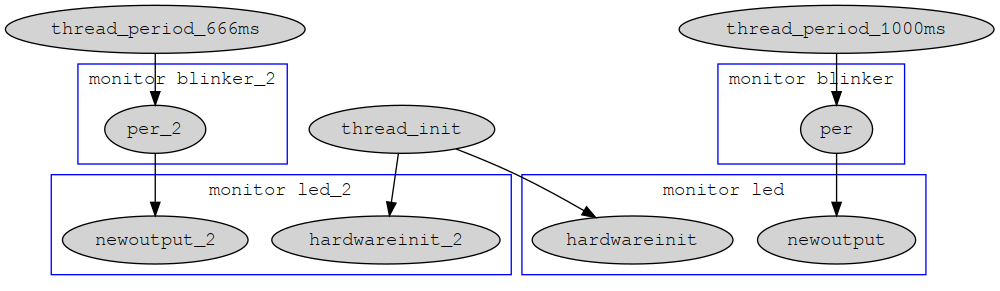 thread_period_666ms
thread_period_1000ms
monitor blinker_2
monitor blinker
per_2
thread_init
per
monitor led_2
monitor led
newoutput_2
hardwareinit_2
hardwareinit
newoutput